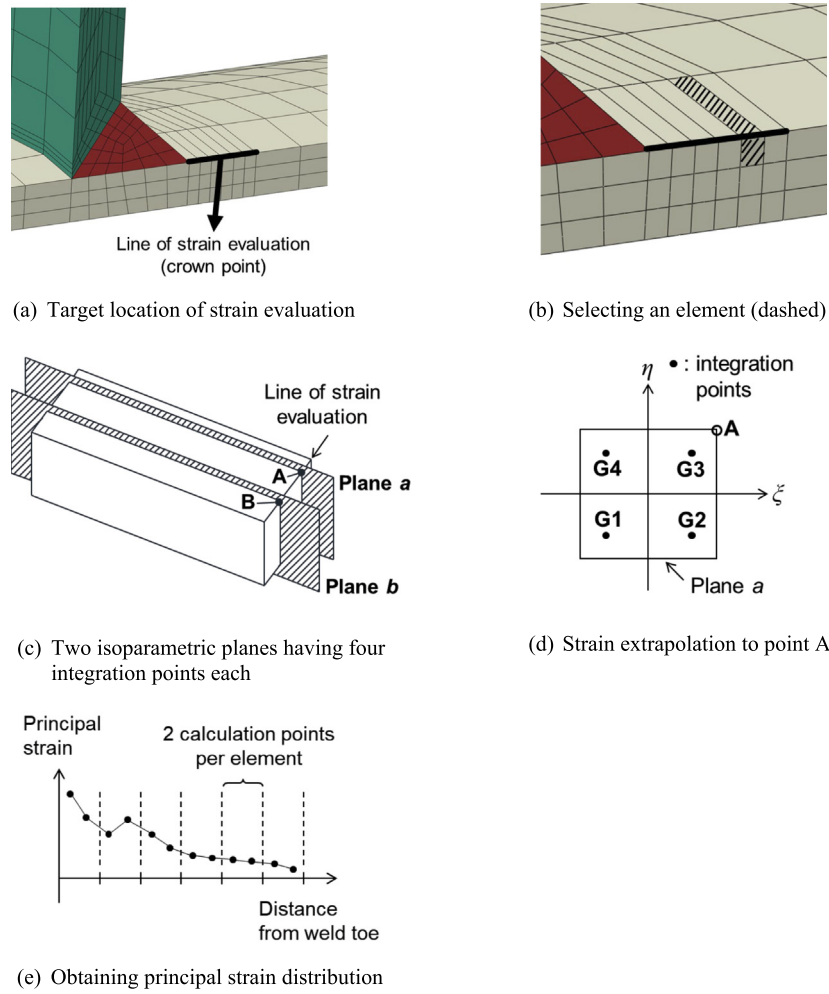 Line of strain evaluation
(crown point)
(a) Target location of strain evaluation
(b) Selecting an element (dashed)
Line of strain
evaluation
A
B
Plane a
Plane b
(c) Two isoparametric planes having four
integration points each
η
• : integration
points
A
G4
G3
ξ
G1
G2
Plane a
(d) Strain extrapolation to point A
Principal
strain
2 calculation points
per element
Distance
from weld toe
(e) Obtaining principal strain distribution